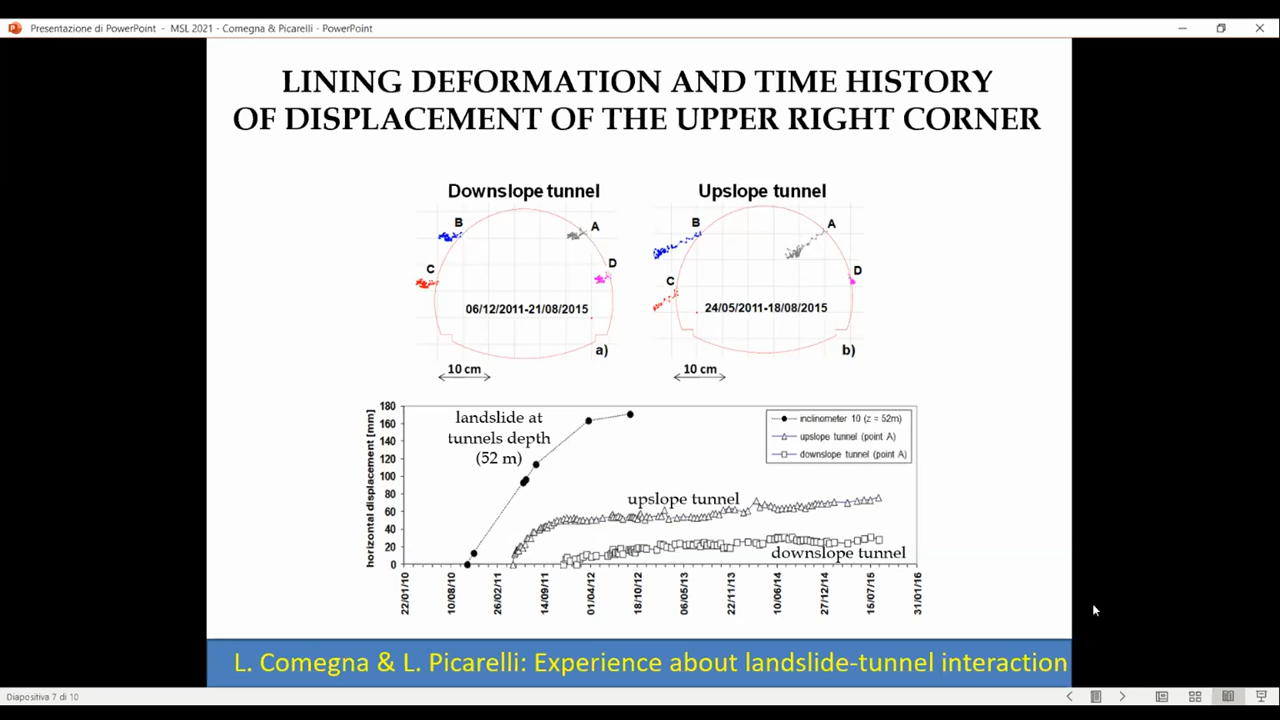 Presentazione di PowerPoint - MSL 2021 - Comegna & Picarelli - PowerPoint
LINING DEFORMATION AND TIME HISTORY
OF DISPLACEMENT OF THE UPPER RIGHT CORNER
Downslope tunnel
B
A
C
D
06/12/2011-21/08/2015
a)
10 cm
Upslope tunnel
B
A
C
D
24/05/2011-18/08/2015
b)
10 cm
horizontal displacement [mm]
180
160
140
120
100
80
60
40
20
0
landslide at
tunnels depth
(52 m)
inclinometer 10 (z = 52m)
upslope tunnel (point A)
downslope tunnel (point A)
upslope tunnel
downslope tunnel
22/01/10
10/08/10
26/02/11
14/09/11
01/04/12
18/10/12
06/05/13
22/11/13
10/06/14
27/12/14
15/07/15
31/01/16
L. Comegna & L. Picarelli: Experience about landslide-tunnel interaction
Diapositiva 7 di 10